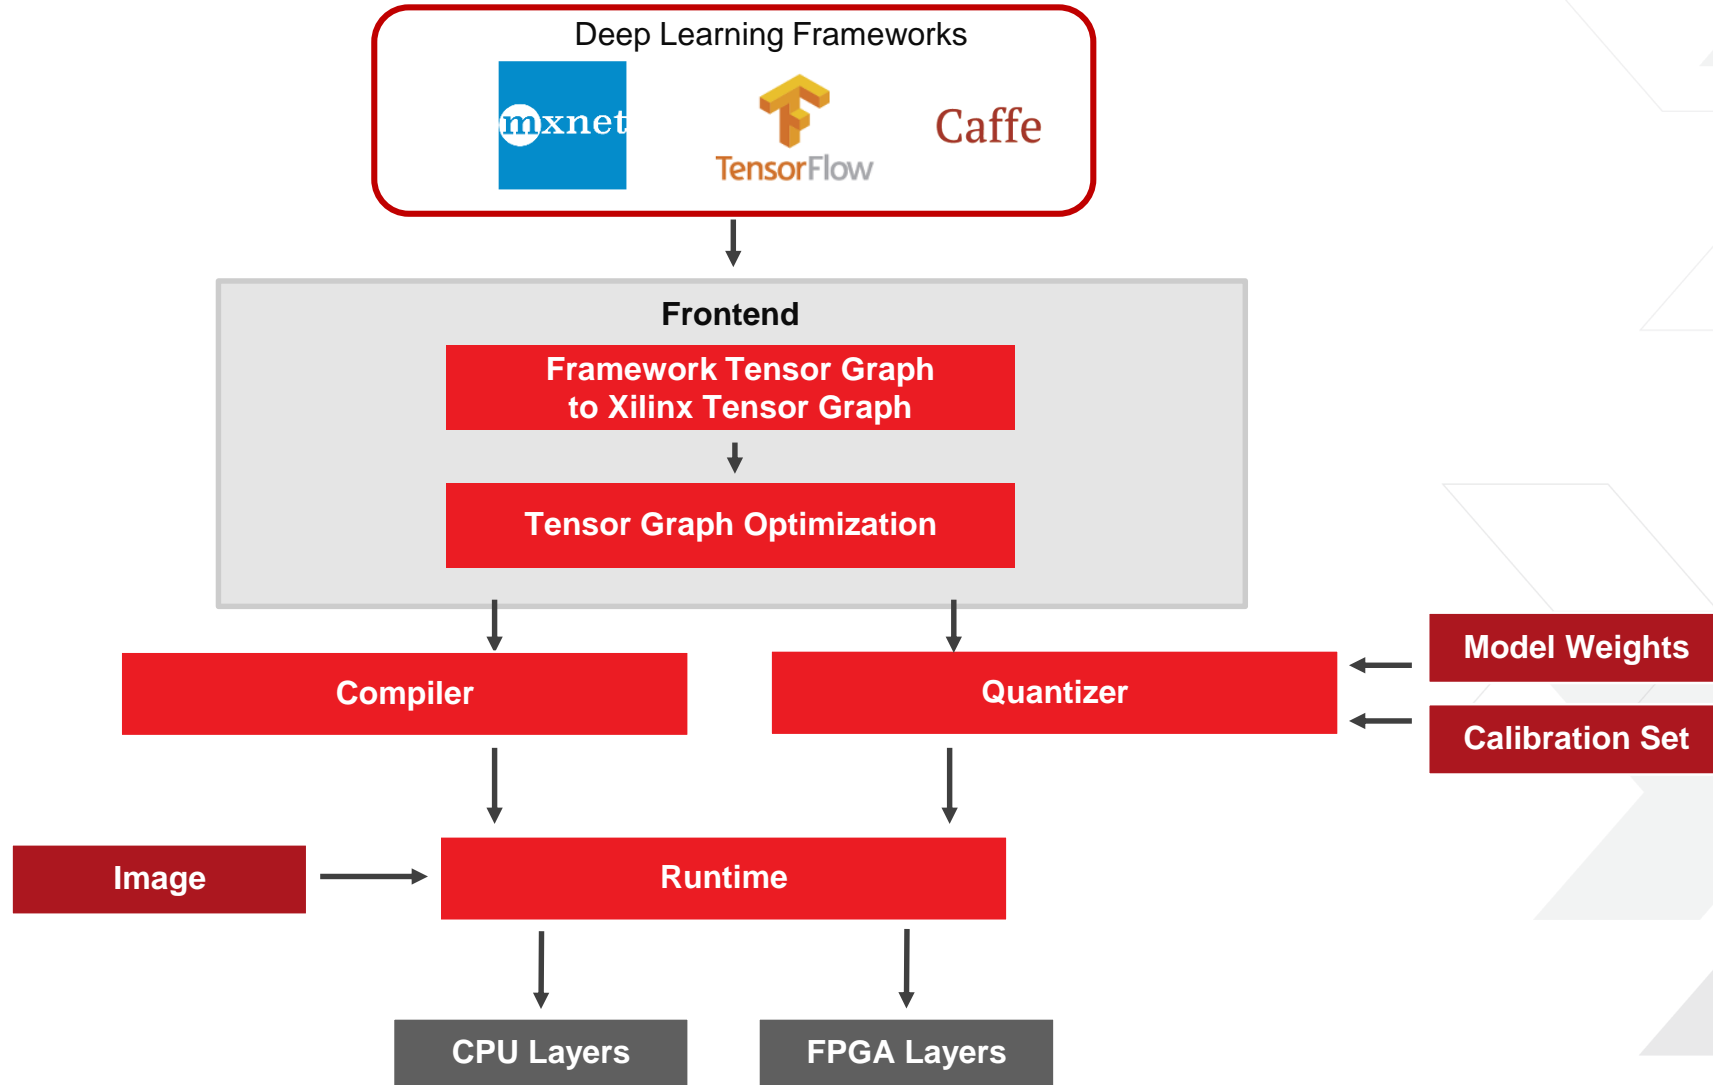 Deep Learning Frameworks
mxnet
TensorFlow
Caffe
Frontend
Framework Tensor Graph
to Xilinx Tensor Graph
Tensor Graph Optimization
Compiler
Quantizer
Model Weights
Calibration Set
Image
Runtime
CPU Layers
FPGA Layers